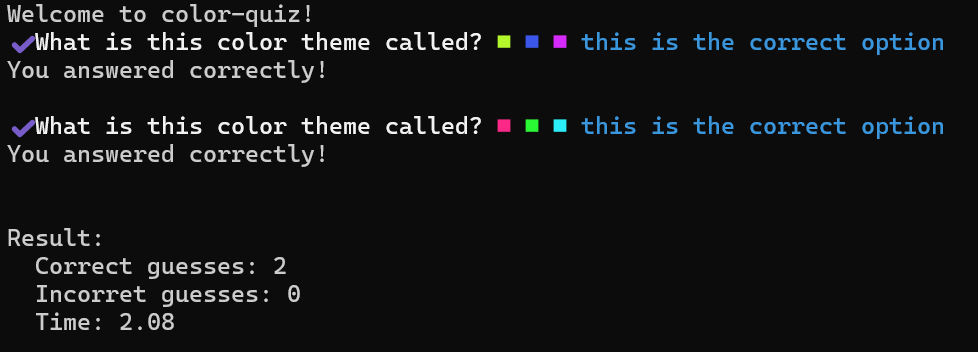 Welcome to color-quiz!
✔What is this color theme called? ■ ■ ■ this is the correct option
You answered correctly!
✔What is this color theme called? ■ ■ ■ this is the correct option
You answered correctly!
Result:
Correct guesses: 2
Incorret guesses: 0
Time: 2.08